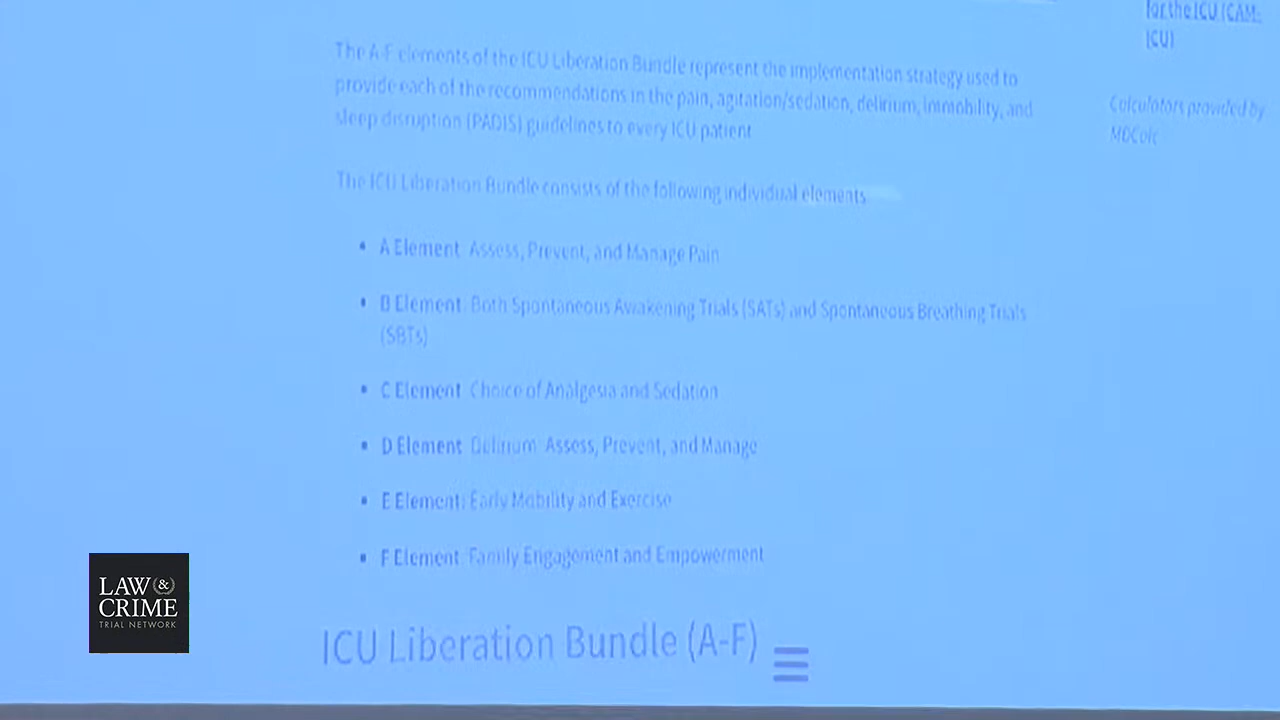 for the ICU (CAM-
ICU)
Calculators provided by
MDCalc
The A-F elements of the ICU Liberation Bundle represent the implementation strategy used to
provide each of the recommendations in the pain, agitation/sedation, delirium, immobility, and
sleep disruption (PADIS) guidelines to every ICU patient
The ICU Liberation Bundle consists of the following individual elements
• A Element Assess, Prevent, and Manage Pain
• B Element: Both Spontaneous Awakening Trials (SATs) and Spontaneous Breathing Trials
(SBTs)
• C Element Choice of Analgesia and Sedation
• D Element Delirium Assess, Prevent, and Manage
• E Element: Early Mobility and Exercise
• F Element: Family Engagement and Empowerment
ICU Liberation Bundle (A-F)
LAW &
CRIME
TRIAL NETWORK